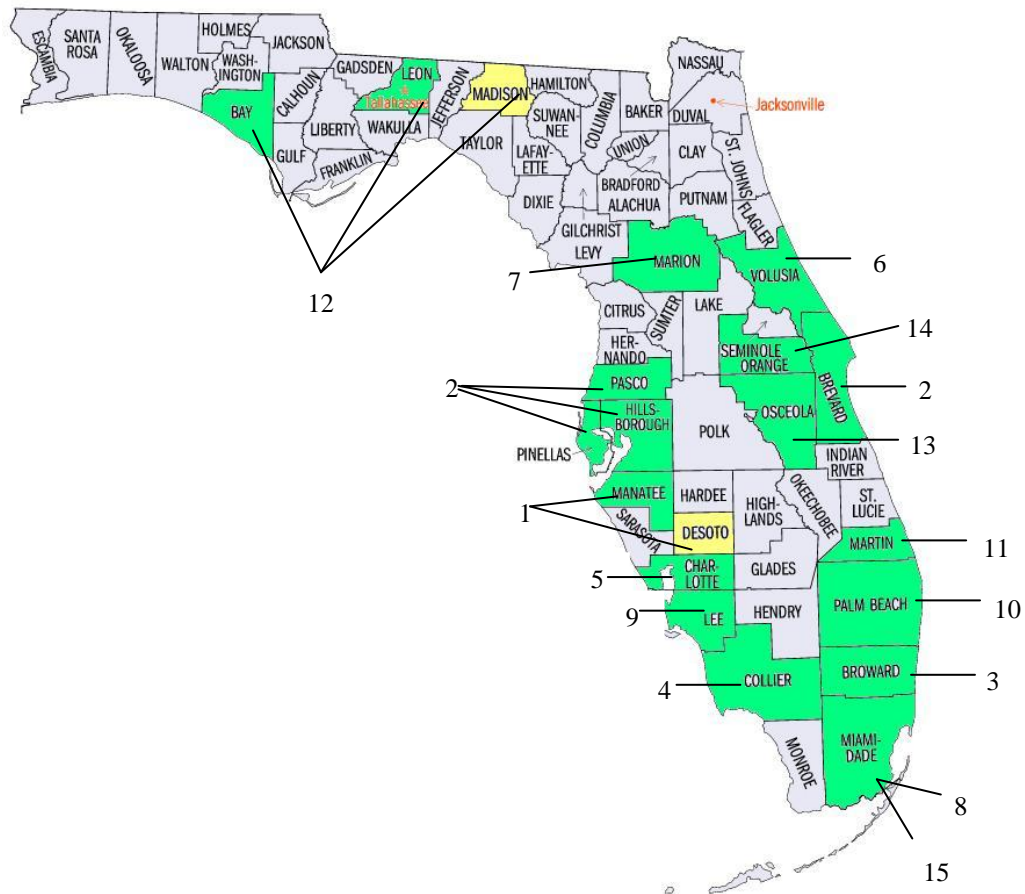 ESCAMBIA
SANTA
ROSA
OKALOOSA
WALTON
HOLMES
WASH-
INGTON
JACKSON
BAY
CALHOUN
GULF
GADSDEN
LIBERTY
FRANKLIN
LEON
Tallahassee
WAKULLA
JEFFERSON
MADISON
TAYLOR
HAMILTON
SUWAN-
NEE
LAFAY-
ETTE
DIXIE
COLUMBIA
BAKER
NASSAU
DUVAL
Jacksonville
UNION
BRADFORD
ALACHUA
CLAY
PUTNAM
ST. JOHNS
FLAGLER
GILCHRIST
LEVY
12
7
MARION
VOLUSIA
6
CITRUS
SUMTER
LAKE
HER-
NANDO
SEMINOLE
ORANGE
14
PASCO
2
HILLS-
BOROUGH
PINELLAS
POLK
OSCEOLA
BREVARD
2
13
INDIAN
RIVER
MANATEE
1
HARDEE
HIGH-
LANDS
OKEECHOBEE
ST.
LUCIE
SARASOTA
DESOTO
MARTIN
11
5
CHAR-
LOTTE
GLADES
9
LEE
HENDRY
PALM BEACH
10
4
COLLIER
BROWARD
3
MONROE
MIAMI-
DADE
8
15